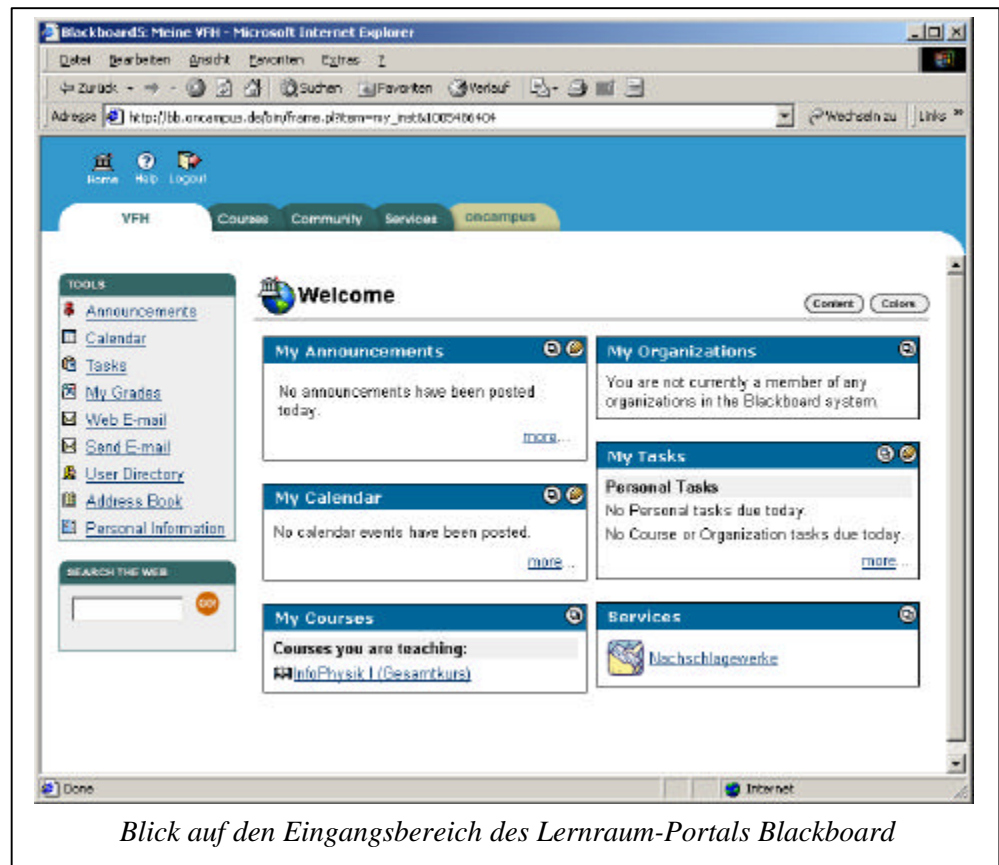 Blackboard5: Meine VFH - Microsoft Internet Explorer
Datei Bearbeiten Ansicht Favoriten Extras ?
Zurück Suchen Favoriten Verlauf
Adresse http://bb.oncampus.de/bin/frame.pl?item=my_inst&1005486404 Wechseln zu Links »
Home Help Logout
VFH Courses Community Services oncampus
TOOLS
Announcements
Calendar
Tasks
My Grades
Web E-mail
Send E-mail
User Directory
Address Book
Personal Information
SEARCH THE WEB
GO!
Welcome
Content Colors
My Announcements
No announcements have been posted
today.
more...
My Calendar
No calendar events have been posted.
more...
My Courses
Courses you are teaching:
InfoPhysik I (Gesamtkurs)
My Organizations
You are not currently a member of any
organizations in the Blackboard system.
My Tasks
Personal Tasks
No Personal tasks due today.
No Course or Organization tasks due today.
more...
Services
Nachschlagewerke
Done Internet
Blick auf den Eingangsbereich des Lernraum-Portals Blackboard